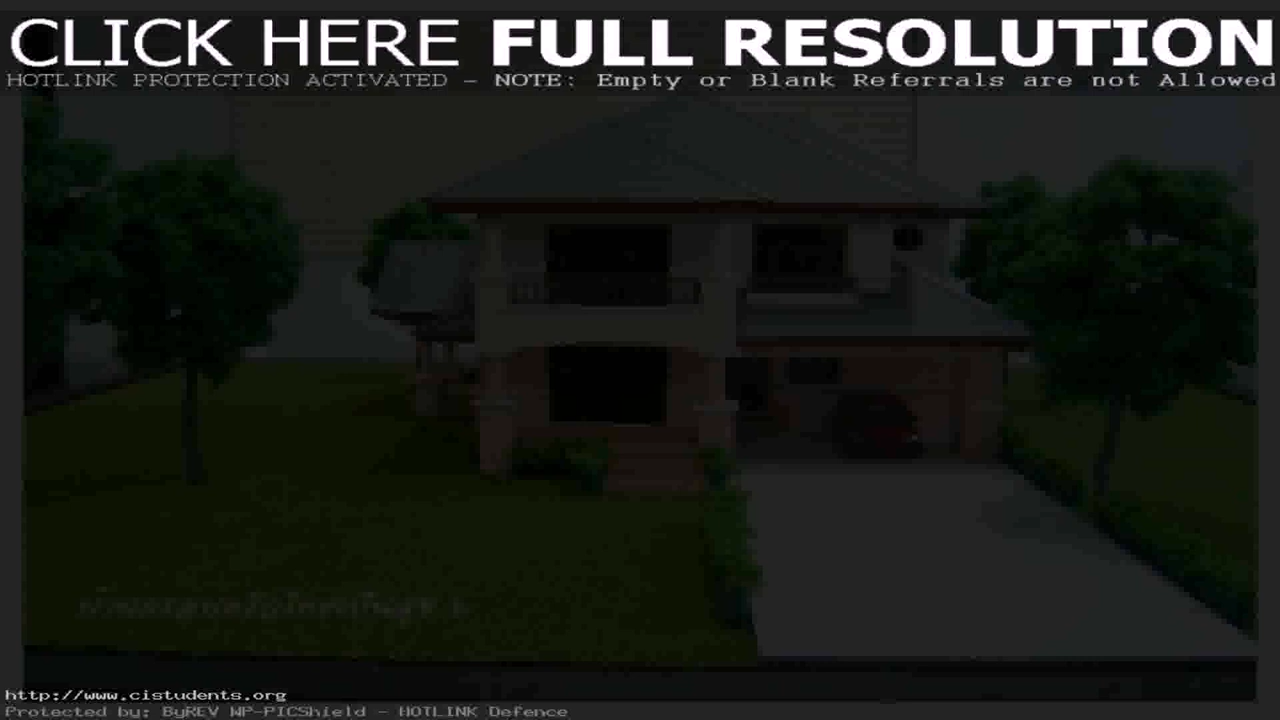 CLICK HERE FULL RESOLUTION
HOTLINK PROTECTION ACTIVATED - NOTE: Empty or Blank Referrals are not Allowed
http://www.cistudents.org
Protected by: ByREV WP-PICShield - HOTLINK Defence